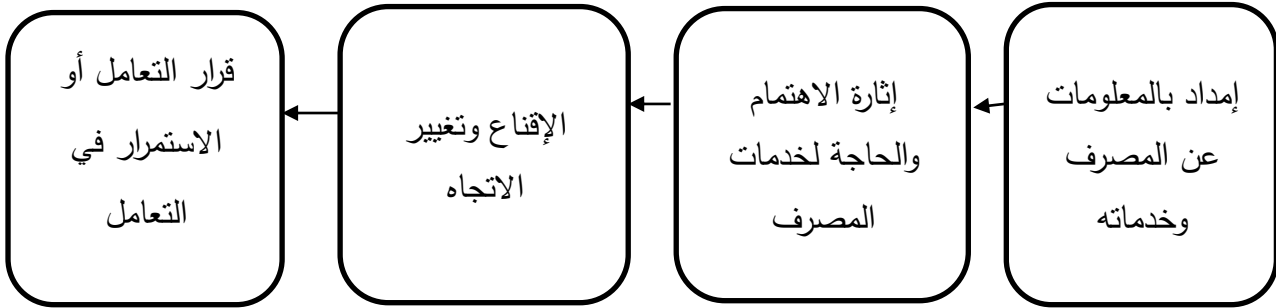 إمداد بالمعلومات
عن المصرف
وخدماته
إثارة الاهتمام
والحاجة لخدمات
المصرف
الإقناع وتغيير
الاتجاه
قرار التعامل أو
الاستمرار في
التعامل